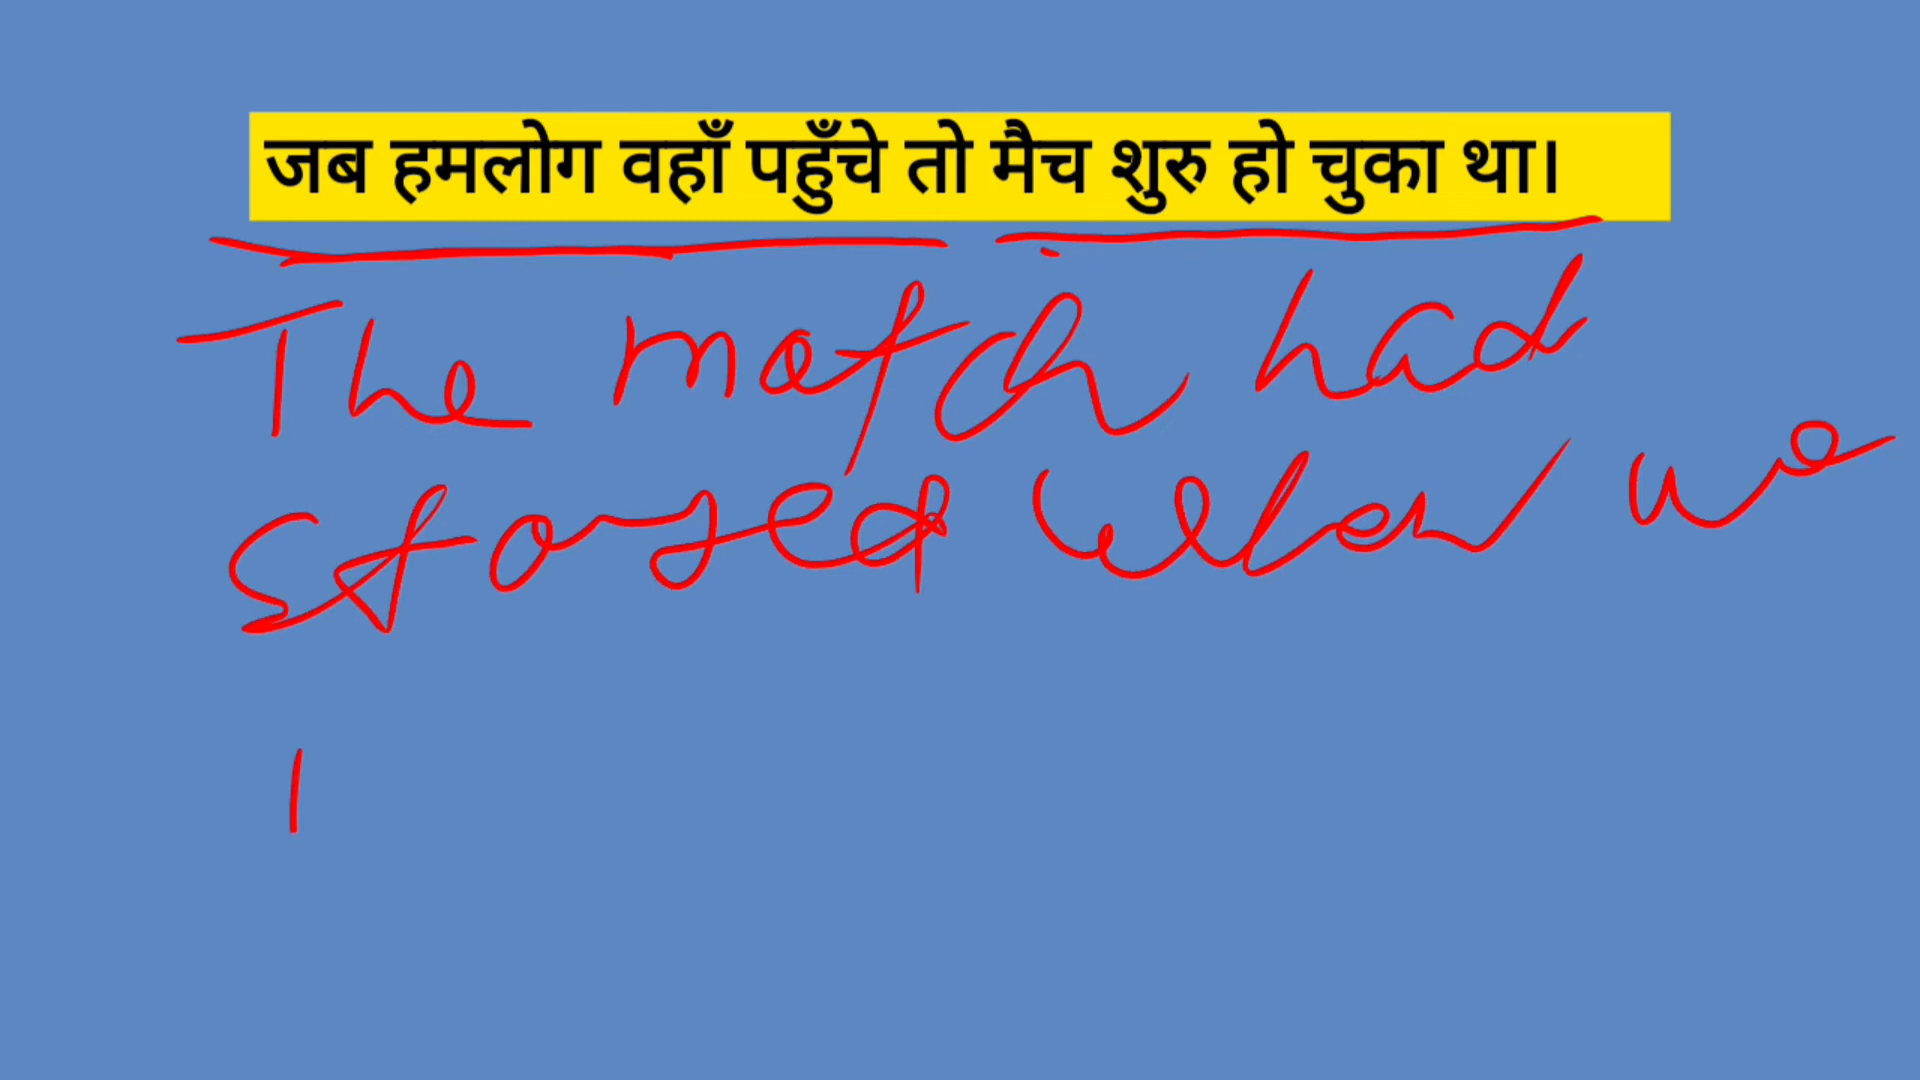 जब हमलोग वहाँ पहुँचे तो मैच शुरु हो चुका था।
The match had
started when we